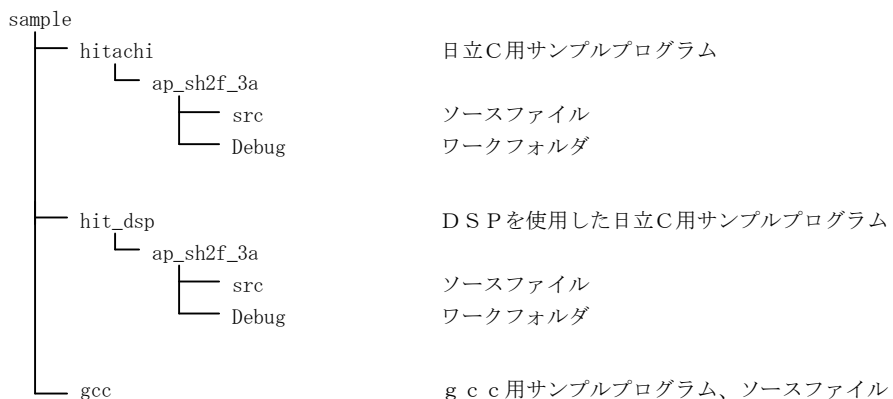 sample
hitachi 日立C用サンプルプログラム
ap_sh2f_3a
src ソースファイル
Debug ワークフォルダ
hit_dsp DSPを使用した日立C用サンプルプログラム
ap_sh2f_3a
src ソースファイル
Debug ワークフォルダ
gcc gcc用サンプルプログラム、ソースファイル